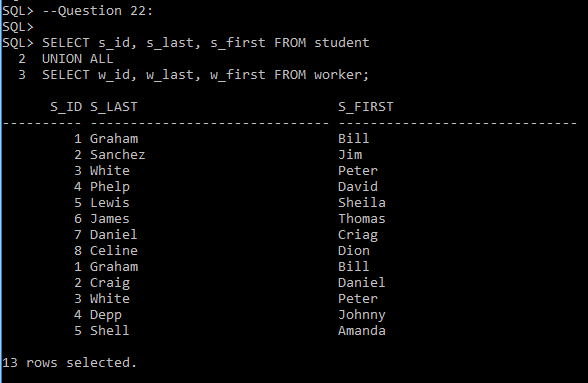 SQL> --Question 22:
SQL>
SQL> SELECT s_id, s_last, s_first FROM student
  2  UNION ALL
  3  SELECT w_id, w_last, w_first FROM worker;
      S_ID S_LAST                         S_FIRST
---------- ------------------------------ ------------------------------
         1 Graham                         Bill
         2 Sanchez                        Jim
         3 White                          Peter
         4 Phelp                          David
         5 Lewis                          Sheila
         6 James                          Thomas
         7 Daniel                         Criag
         8 Celine                         Dion
         1 Graham                         Bill
         2 Craig                          Daniel
         3 White                          Peter
         4 Depp                           Johnny
         5 Shell                          Amanda
13 rows selected.